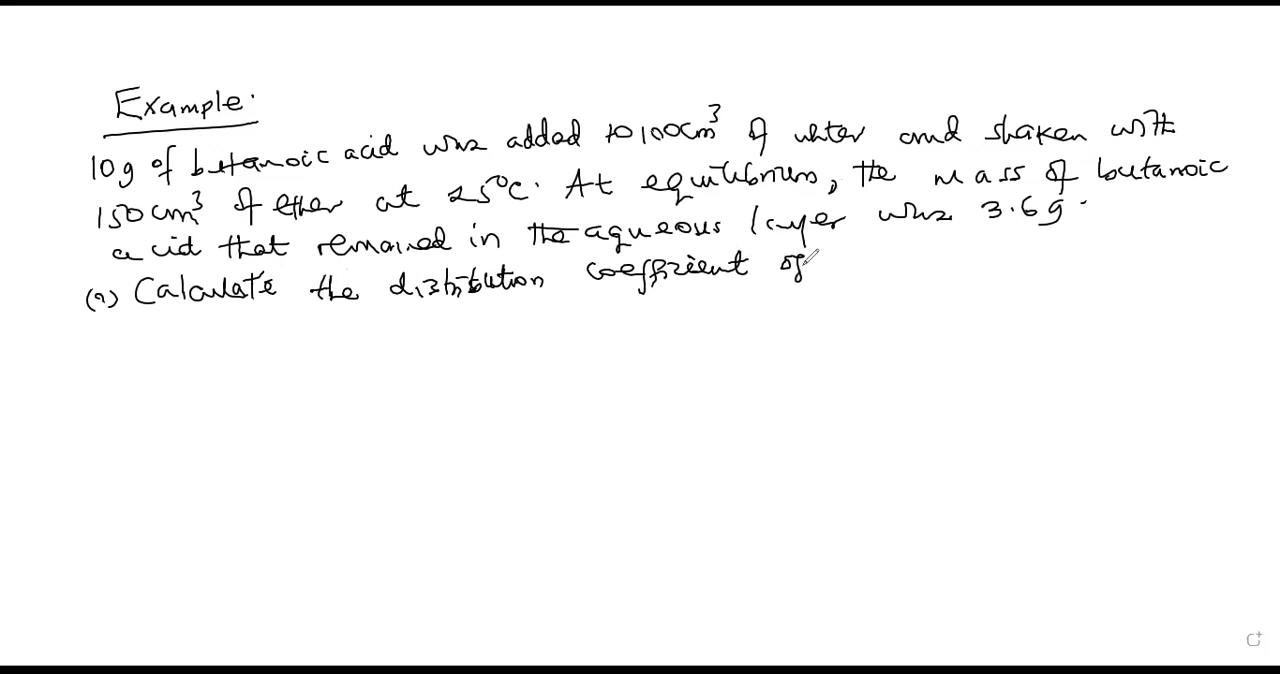 Example.
10g of butanoic acid was added to 100cm³ of water and shaken with
150cm³ of ether at 25°C. At equilibrium, the mass of butanoic
acid that remained in the aqueous layer was 3.6g.
(a) Calculate the distribution coefficient of